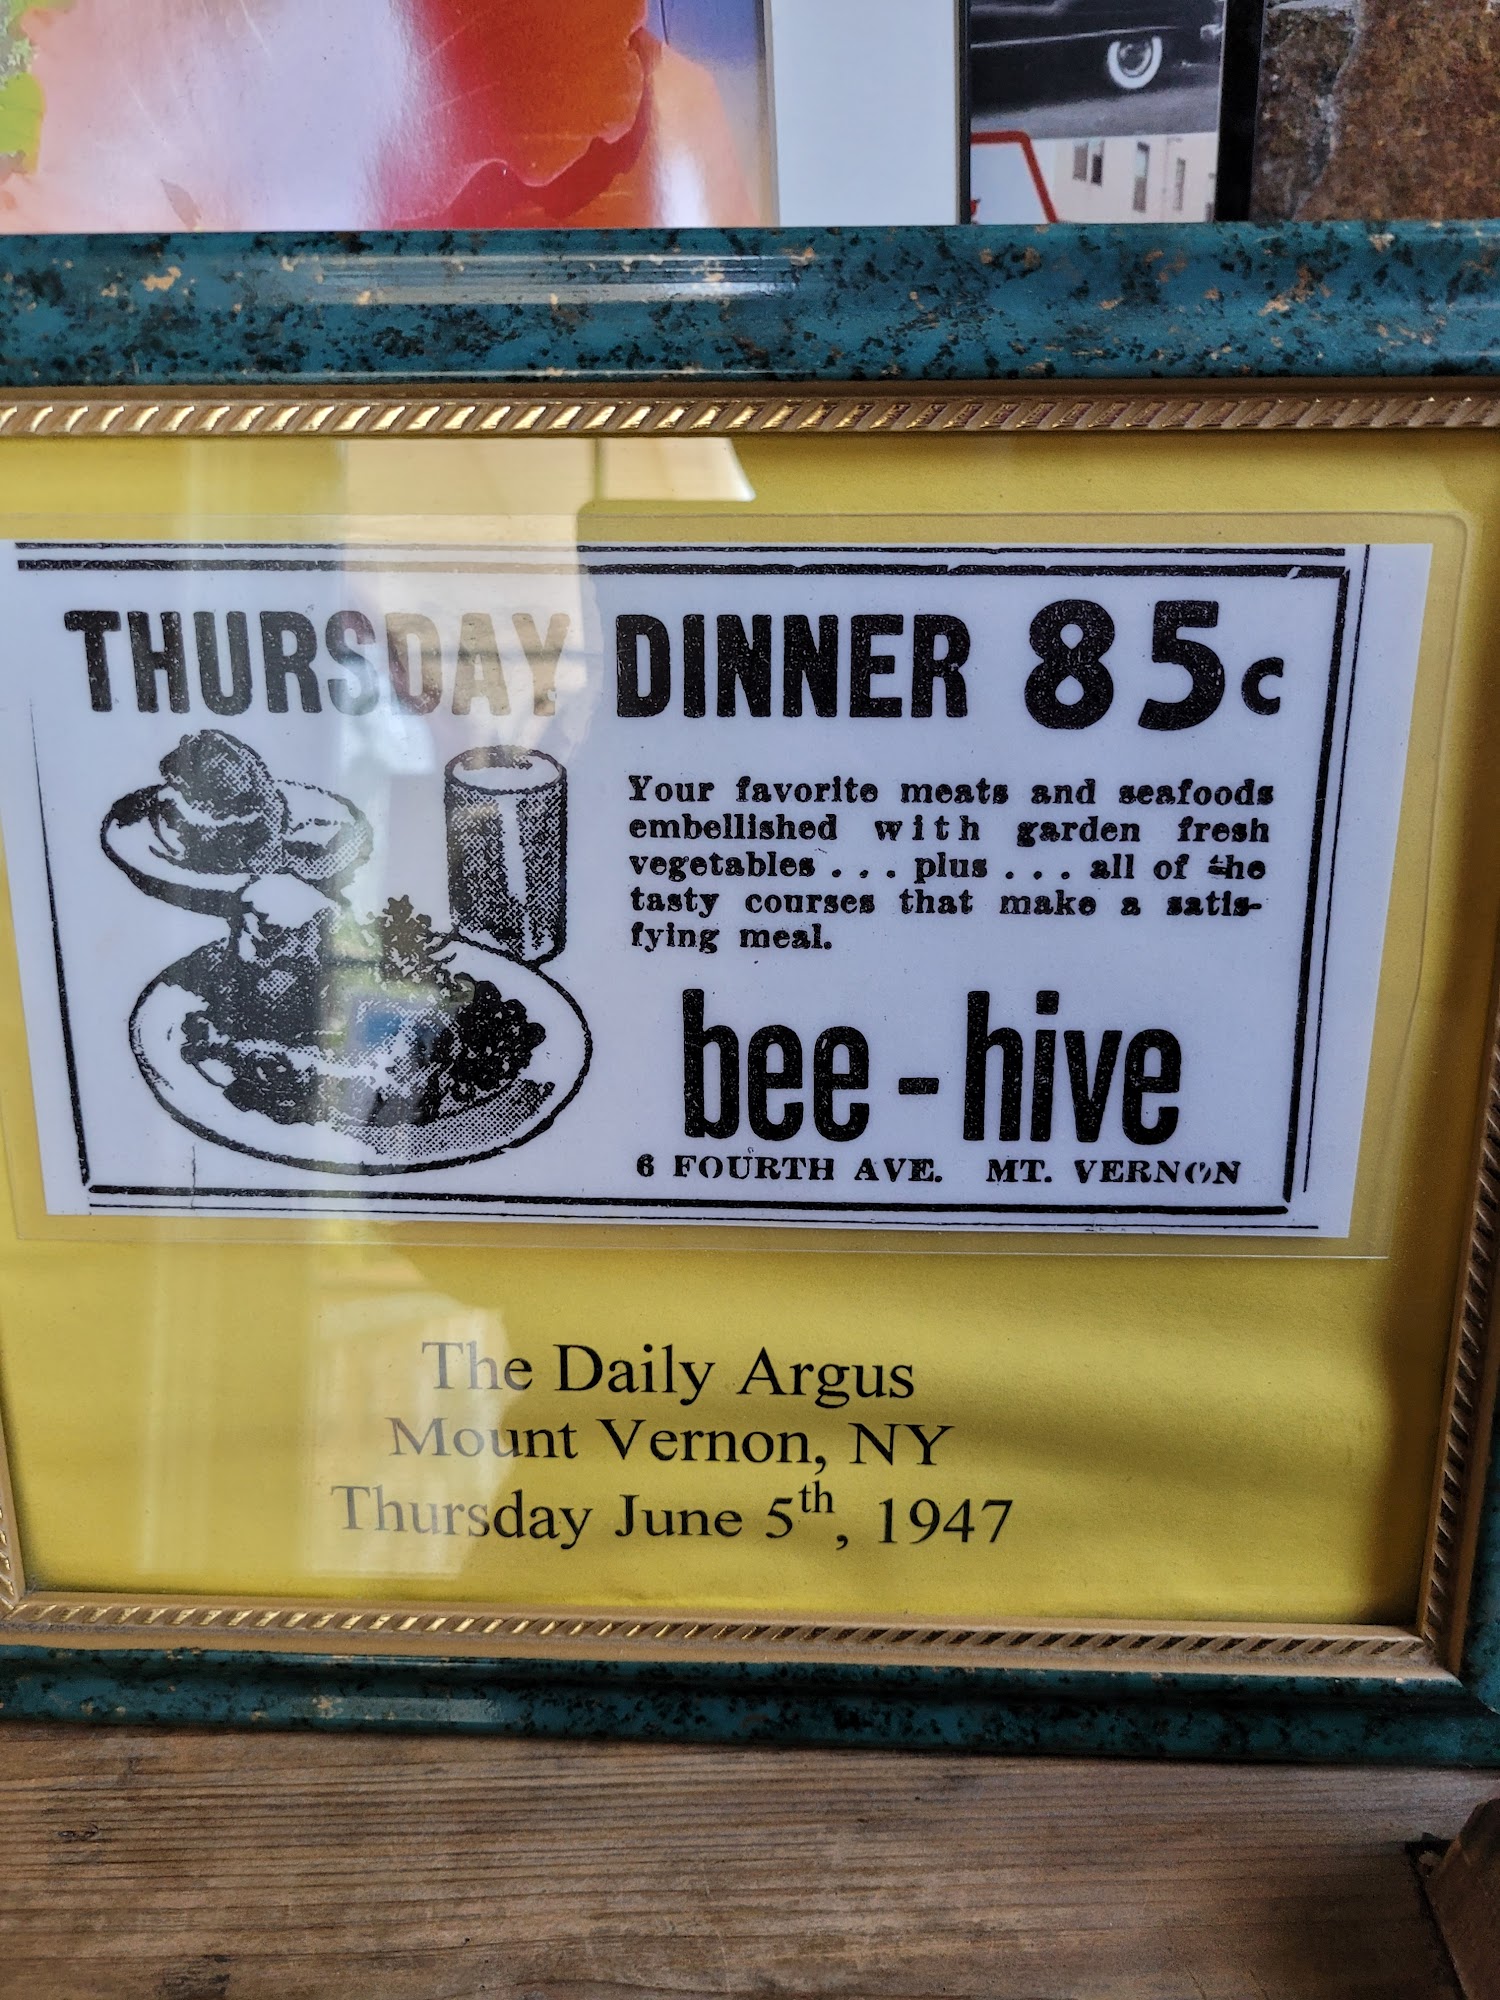 THURSDAY DINNER 85c
Your favorite meats and seafoods
embellished with garden fresh
vegetables . . . plus . . . all of the
tasty courses that make a satis-
fying meal.
bee-hive
6 FOURTH AVE. MT. VERNON
The Daily Argus
Mount Vernon, NY
Thursday June 5th, 1947